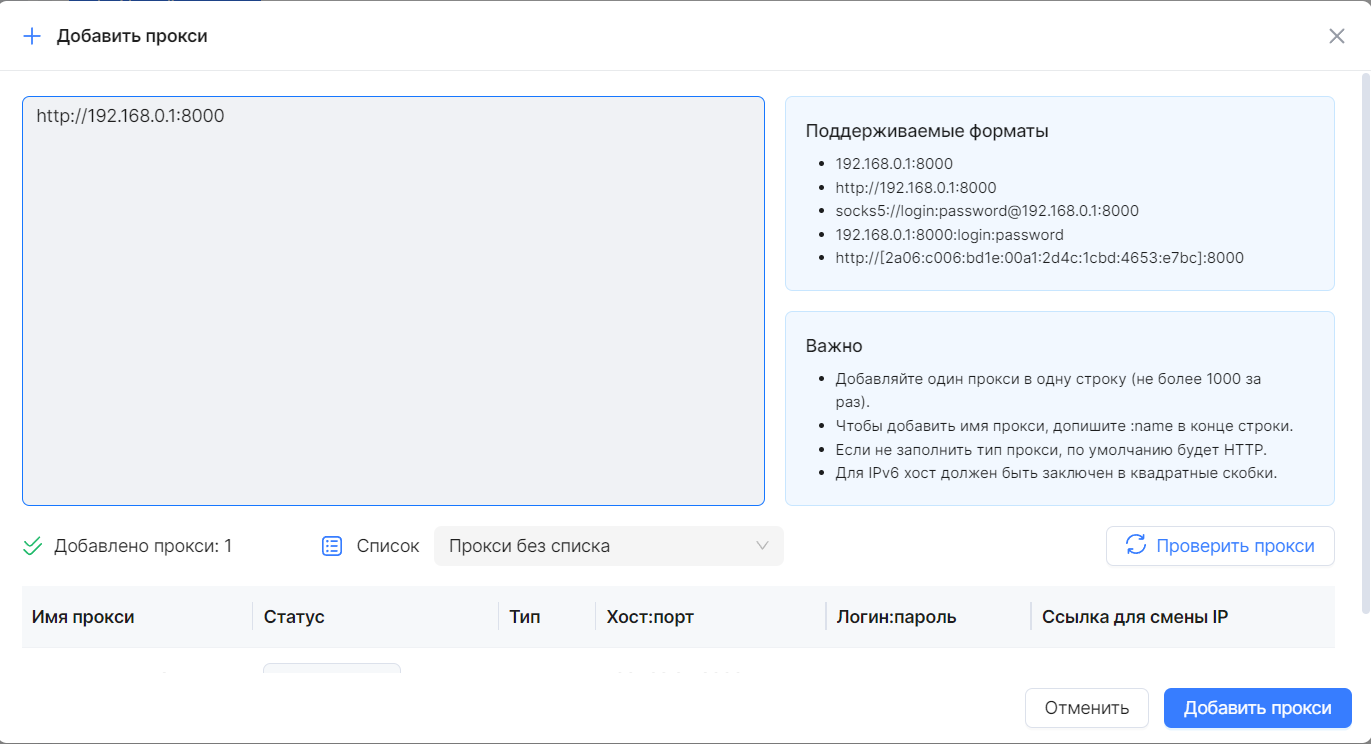 Добавить прокси
http://192.168.0.1:8000
Поддерживаемые форматы
192.168.0.1:8000
http://192.168.0.1:8000
socks5://login:password@192.168.0.1:8000
192.168.0.1:8000:login:password
http://[2a06:c006:bd1e:00a1:2d4c:1cbd:4653:e7bc]:8000
Важно
Добавляйте один прокси в одну строку (не более 1000 за
раз).
Чтобы добавить имя прокси, допишите :name в конце строки.
Если не заполнить тип прокси, по умолчанию будет HTTP.
Для IPv6 хост должен быть заключен в квадратные скобки.
Добавлено прокси: 1 Список Прокси без списка Проверить прокси
Имя прокси Статус Тип Хост:порт Логин:пароль Ссылка для смены IP
Отменить Добавить прокси